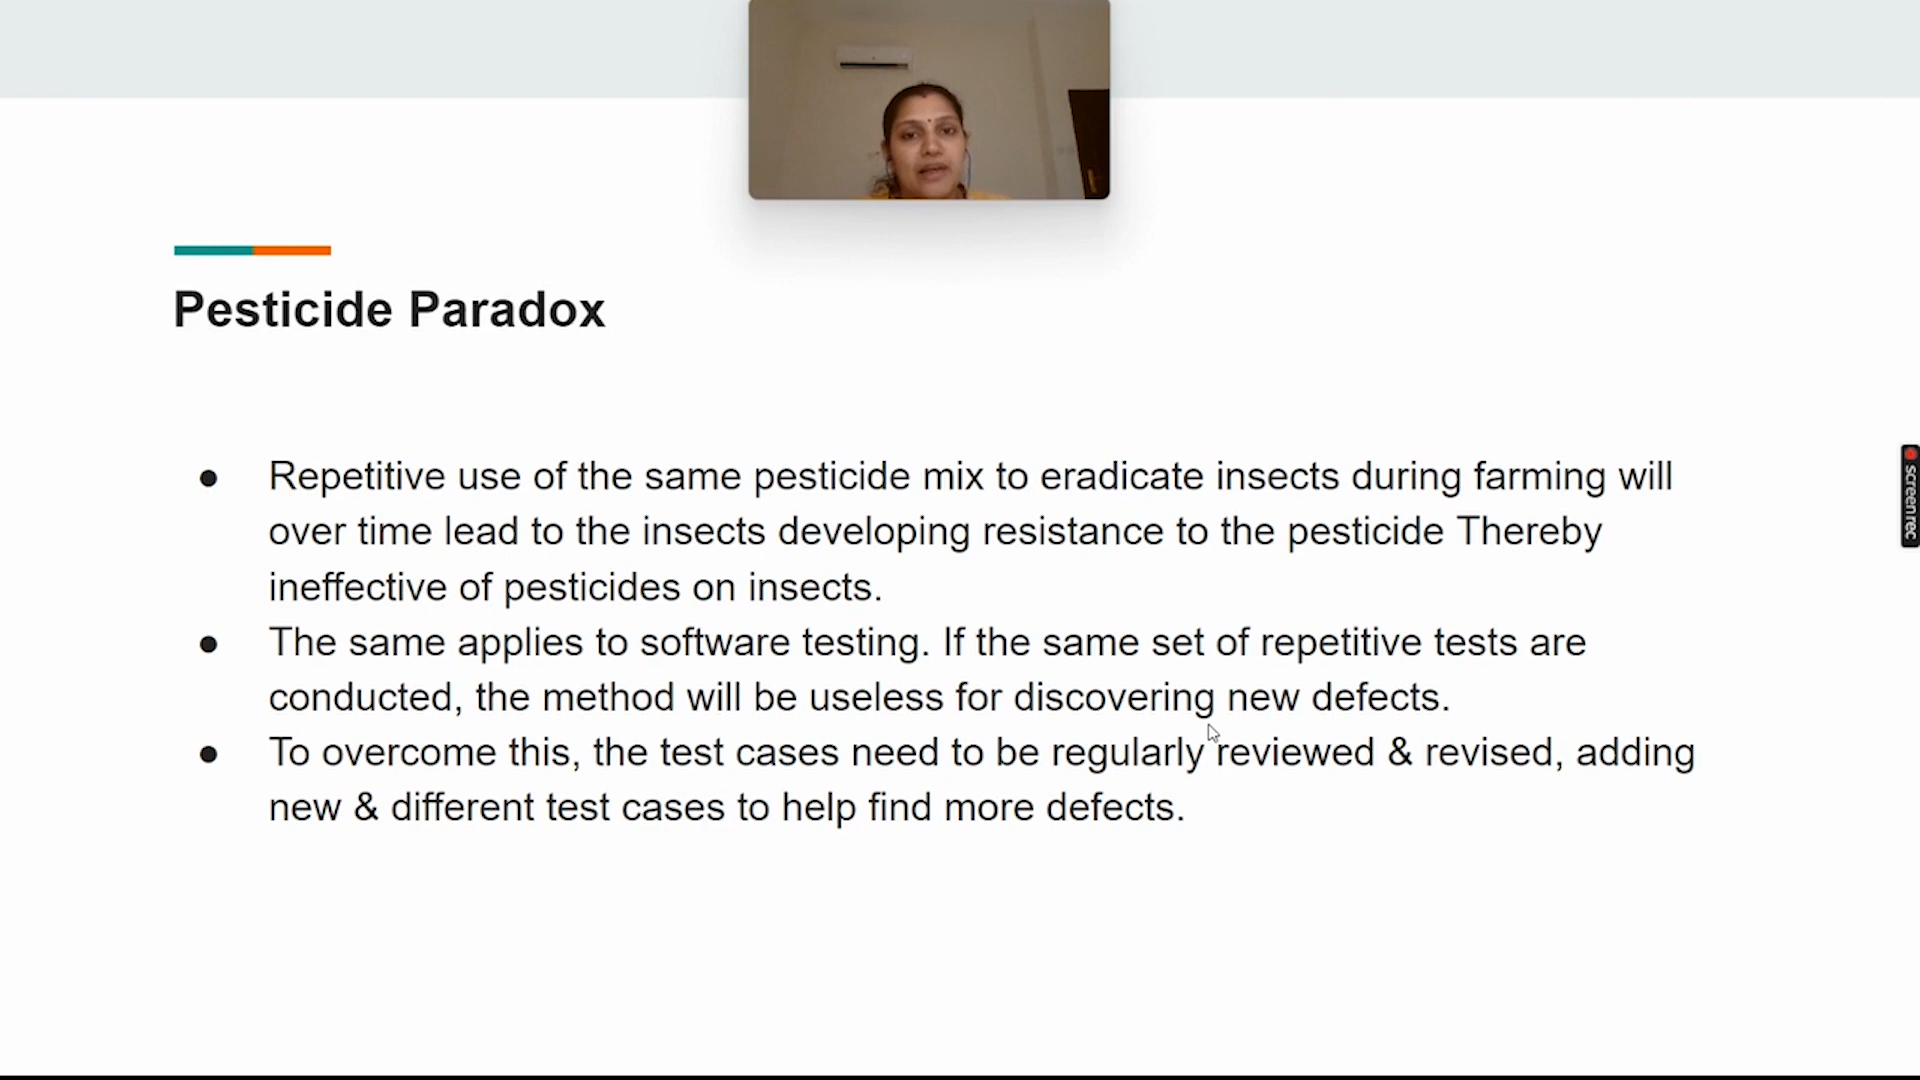 Pesticide Paradox
● Repetitive use of the same pesticide mix to eradicate insects during farming will
over time lead to the insects developing resistance to the pesticide Thereby
ineffective of pesticides on insects.
● The same applies to software testing. If the same set of repetitive tests are
conducted, the method will be useless for discovering new defects.
● To overcome this, the test cases need to be regularly reviewed & revised, adding
new & different test cases to help find more defects.
screenrec